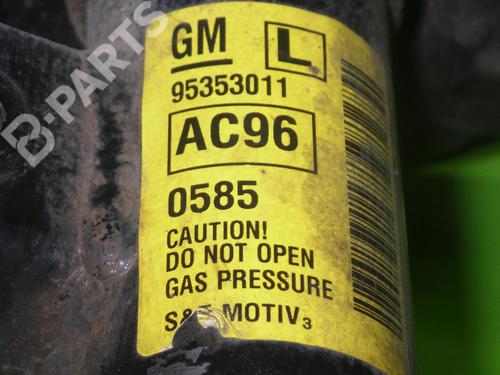 GM L
95353011
AC96
0585
CAUTION!
DO NOT OPEN
GAS PRESSURE
S&T MOTIV3
B-PARTS